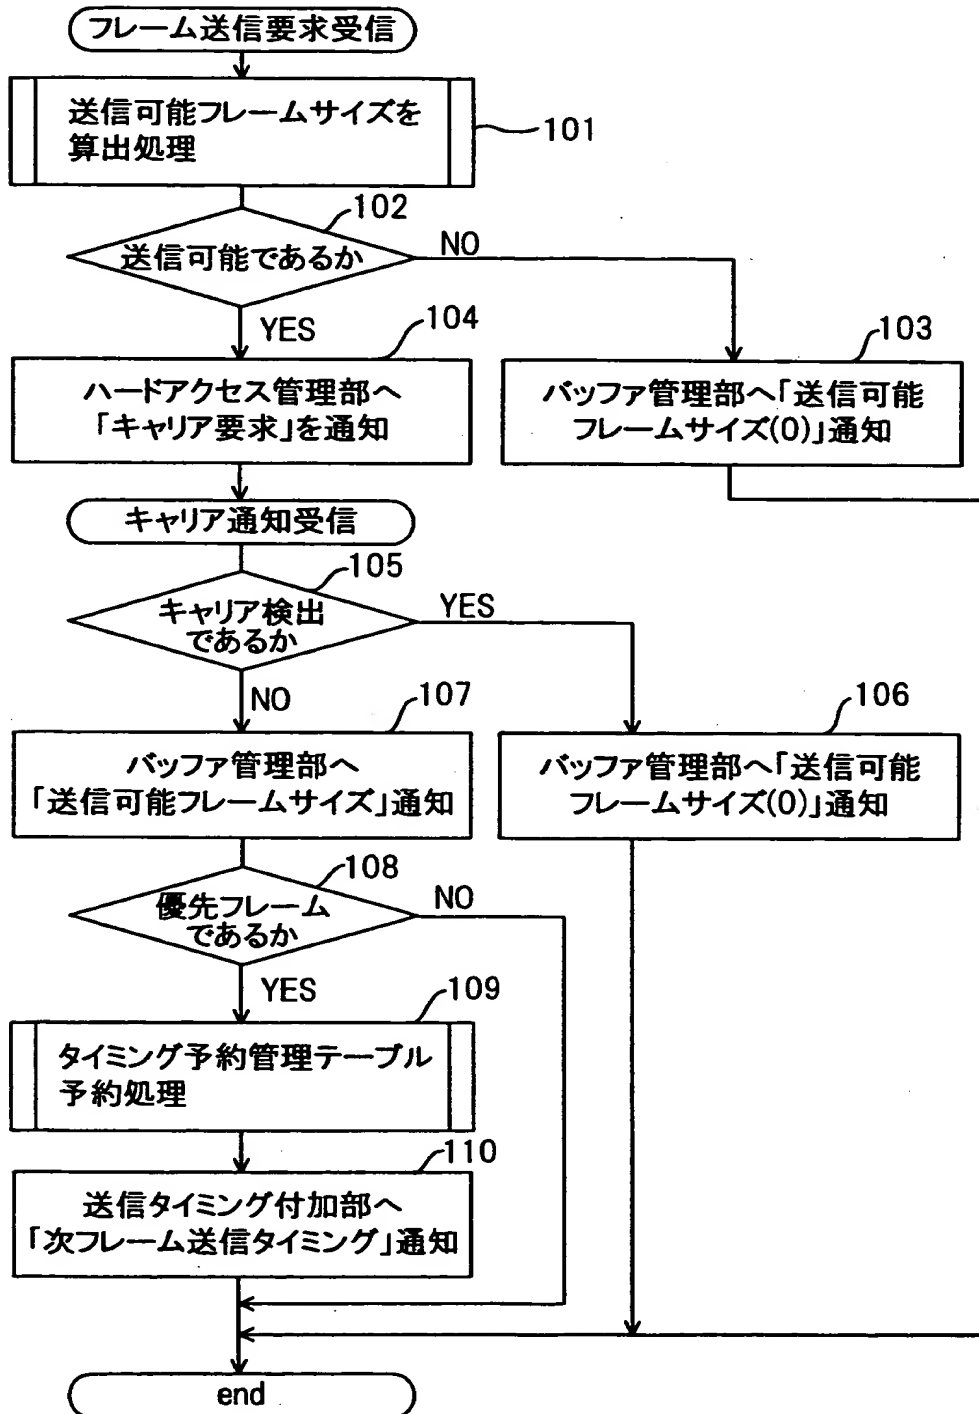 フレーム送信要求受信
送信可能フレームサイズを
算出処理
101
102
送信可能であるか
NO
YES
104
103
ハードアクセス管理部へ
「キャリア要求」を通知
バッファ管理部へ「送信可能
フレームサイズ(0)」通知
キャリア通知受信
105
キャリア検出
であるか
YES
NO
107
106
バッファ管理部へ
「送信可能フレームサイズ」通知
バッファ管理部へ「送信可能
フレームサイズ(0)」通知
108
優先フレーム
であるか
NO
YES
109
タイミング予約管理テーブル
予約処理
110
送信タイミング付加部へ
「次フレーム送信タイミング」通知
end